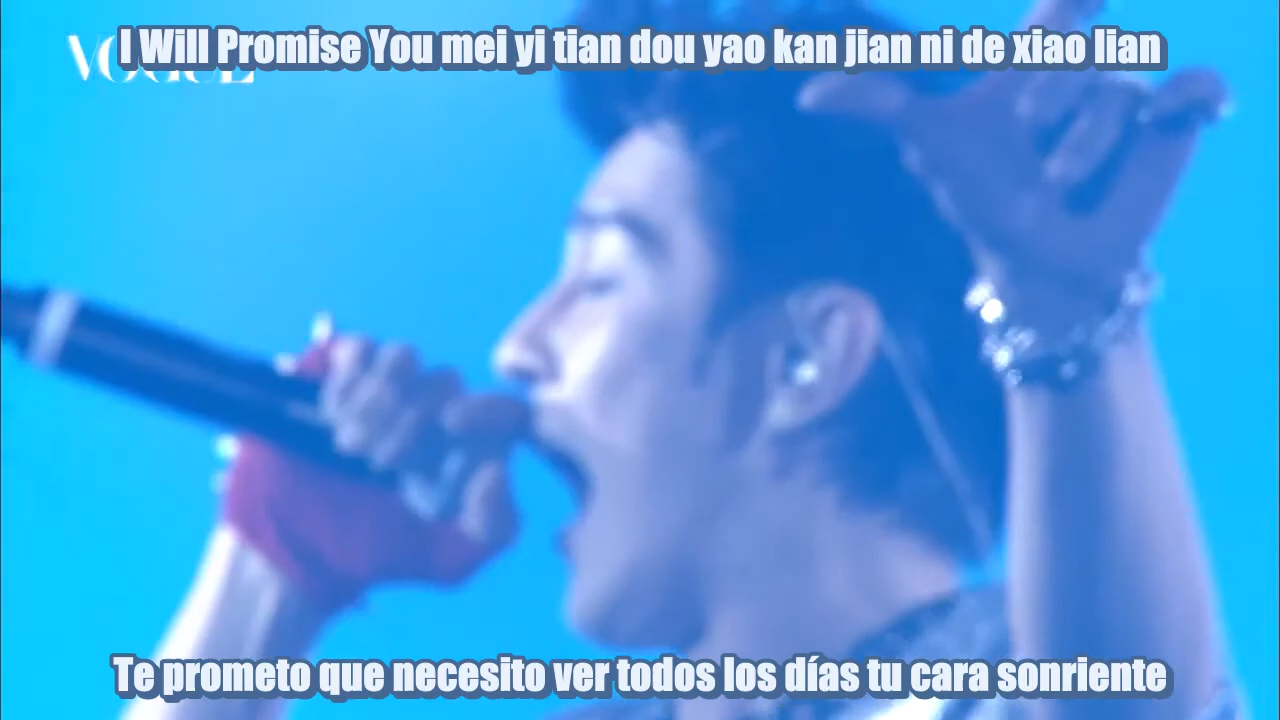 I Will Promise You mei yi tian dou yao kan jian ni de xiao lian
VOGUE
Te prometo que necesito ver todos los días tu cara sonriente